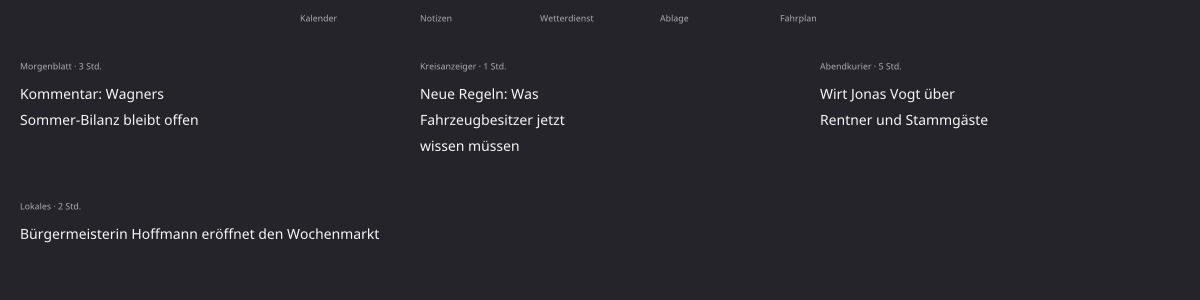 Kalender
Notizen
Wetterdienst
Ablage
Fahrplan
Morgenblatt · 3 Std.
Kommentar: Wagners
Sommer-Bilanz bleibt offen
Kreisanzeiger · 1 Std.
Neue Regeln: Was
Fahrzeugbesitzer jetzt
wissen müssen
Abendkurier · 5 Std.
Wirt Jonas Vogt über
Rentner und Stammgäste
Lokales · 2 Std.
Bürgermeisterin Hoffmann eröffnet den Wochenmarkt